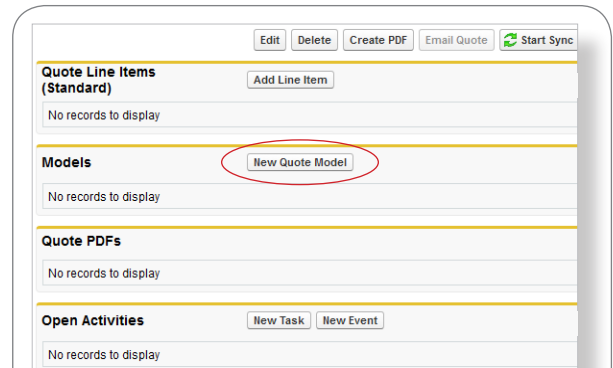 Edit Delete Create PDF Email Quote Start Sync
Quote Line Items Add Line Item
(Standard)
No records to display
Models New Quote Model
No records to display
Quote PDFs
No records to display
Open Activities New Task New Event
No records to display